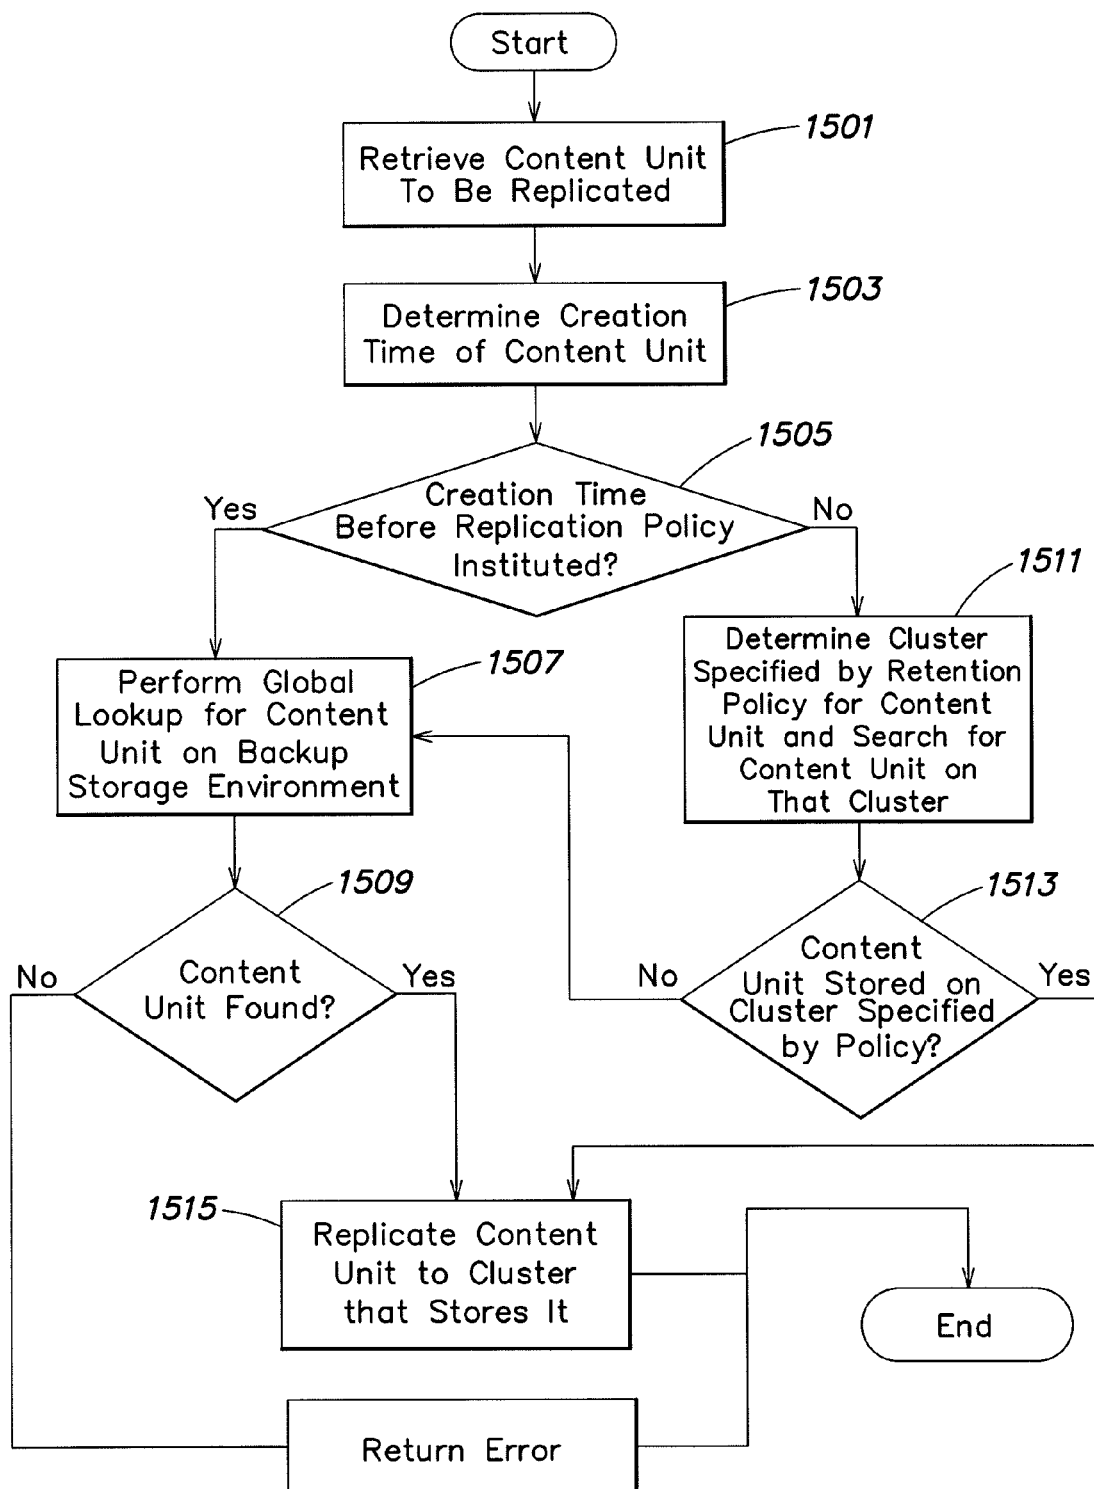 Start
1501
Retrieve Content Unit
To Be Replicated
1503
Determine Creation
Time of Content Unit
1505
Creation Time
Before Replication Policy
Instituted?
Yes
No
1511
Determine Cluster
Specified by Retention
Policy for Content
Unit and Search for
Content Unit on
That Cluster
1507
Perform Global
Lookup for Content
Unit on Backup
Storage Environment
1509
Content
Unit Found?
No
Yes
1513
Content
Unit Stored on
Cluster Specified
by Policy?
No
Yes
1515
Replicate Content
Unit to Cluster
that Stores It
End
Return Error